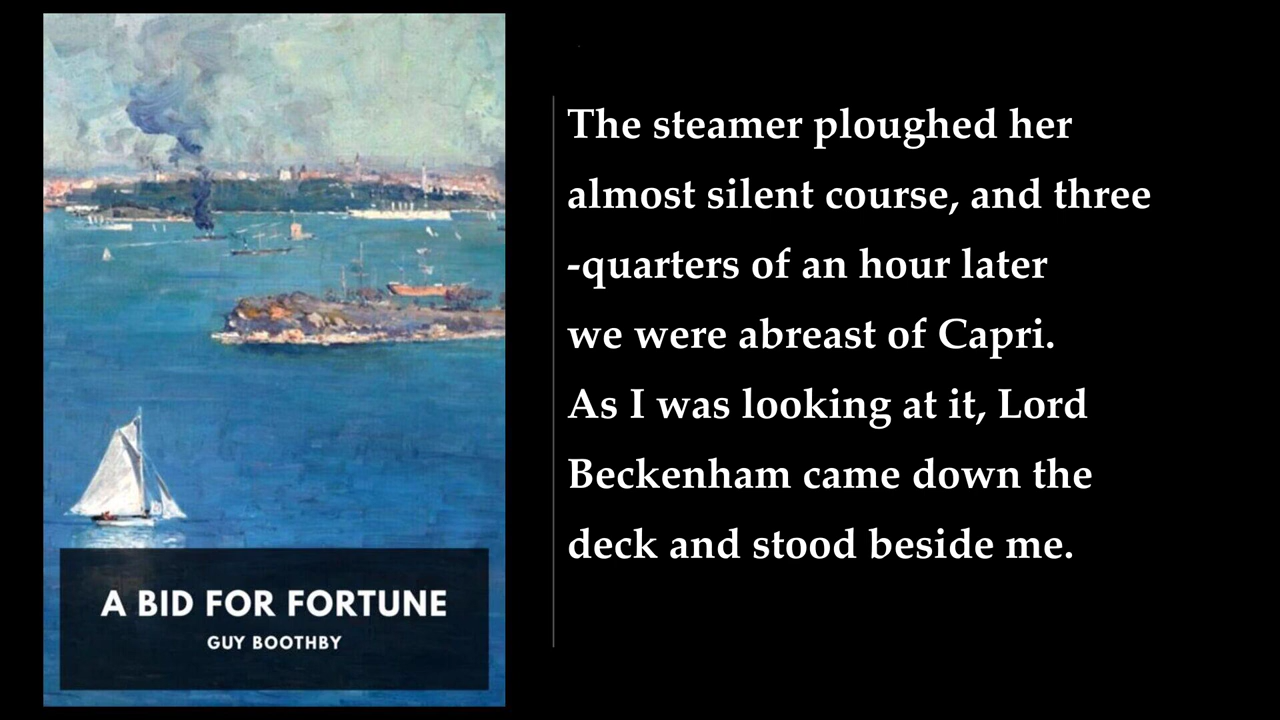 The steamer ploughed her
almost silent course, and three
-quarters of an hour later
we were abreast of Capri.
As I was looking at it, Lord
Beckenham came down the
deck and stood beside me.
A BID FOR FORTUNE
GUY BOOTHBY